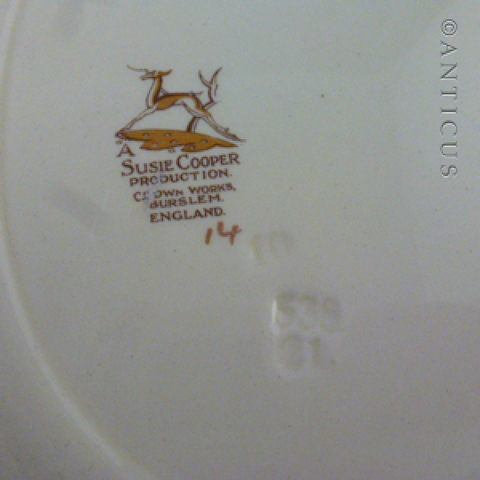 A
SUSIE COOPER
PRODUCTION.
CROWN WORKS,
BURSLEM.
ENGLAND.
14
©ANTICUS